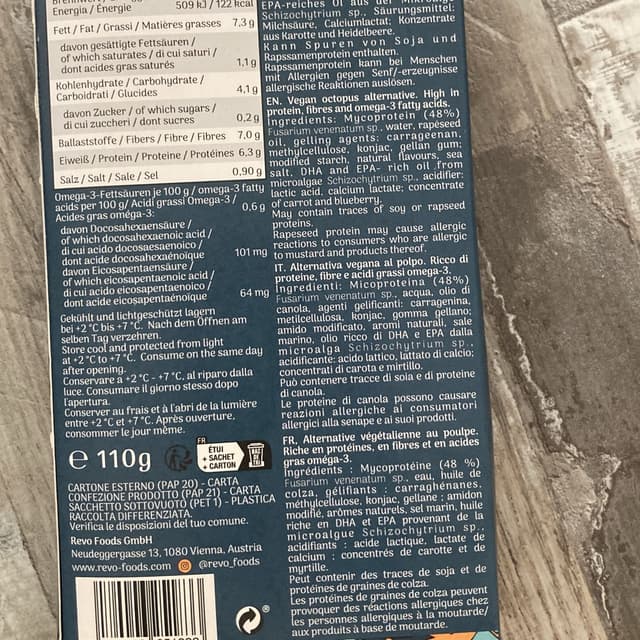 Energia / Énergie 509 kJ / 122 kcal
Fett / Fat / Grassi / Matières grasses 7,3 g
davon gesättigte Fettsäuren /
of which saturates / di cui saturi /
dont acides gras saturés 1,1 g
Kohlenhydrate / Carbohydrate /
Carboidrati / Glucides 4,1 g
davon Zucker / of which sugars /
di cui zuccheri / dont sucres 0,2 g
Ballaststoffe / Fibers / Fibre / Fibres 7,0 g
Eiweiß / Protein / Proteine / Protéines 6,3 g
Salz / Salt / Sale / Sel 0,90 g
Omega-3-Fettsäuren je 100 g / omega-3 fatty
acids per 100 g / Acidi grassi Omega-3 /
Acides gras oméga-3: 0,6 g
davon Docosahexaensäure /
of which docosahexaenoic acid /
di cui acido docosaesaenoico /
dont acide docosahexaénoique 101 mg
davon Eicosapentaensäure /
of which eicosapentaenoic acid /
di cui acido eicosapentaenoico /
dont acide eicosapentaénoique 64 mg
Gekühlt und lichtgeschützt lagern
bei +2 °C bis +7 °C. Nach dem Öffnen am
selben Tag verzehren.
Store cool and protected from light
at +2 °C to +7 °C. Consume on the same day
after opening.
Conservare a +2 °C - +7 °C, al riparo dalla
luce. Consumare il giorno stesso dopo
l'apertura.
Conserver au frais et à l'abri de la lumière
entre +2 °C et +7 °C. Après ouverture,
consommer le jour même.
e 110g
FR
ÉTUI
+ SACHET
+ CARTON
CARTONE ESTERNO (PAP 20) - CARTA
CONFEZIONE PRODOTTO (PAP 21) - CARTA
SACCHETTO SOTTOVUOTO (PET 1) - PLASTICA
RACCOLTA DIFFERENZIATA.
Verifica le disposizioni del tuo comune.
Revo Foods GmbH
Neudeggergasse 13, 1080 Vienna, Austria
www.revo-foods.com @revo_foods
EPA-reiches Öl aus der Mikroalge
Schizochytrium sp., Säurungsmittel:
Milchsäure, Calciumlactat; Konzentrate
aus Karotte und Heidelbeere.
Kann Spuren von Soja und
Rapssamenprotein enthalten.
Rapssamenprotein kann bei Menschen
mit Allergien gegen Senf/-erzeugnisse
allergische Reaktionen auslösen.
EN. Vegan octopus alternative. High in
protein, fibres and omega-3 fatty acids.
Ingredients: Mycoprotein (48%)
Fusarium venenatum sp., water, rapeseed
oil, gelling agents: carrageenan,
methylcellulose, konjac, gellan gum;
modified starch, natural flavours, sea
salt, DHA and EPA- rich oil from
microalgae Schizochytrium sp., acidifier:
lactic acid, calcium lactate; concentrate
of carrot and blueberry.
May contain traces of soy or rapseed
proteins.
Rapeseed protein may cause allergic
reactions to consumers who are allergic
to mustard and products thereof.
IT. Alternativa vegana al polpo. Ricco di
proteine, fibre e acidi grassi omega-3.
Ingredienti: Micoproteina (48%)
Fusarium venenatum sp., acqua, olio di
canola, agenti gelificanti: carragenina,
metilcellulosa, konjac, gomma gellano;
amido modificato, aromi naturali, sale
marino, olio ricco di DHA e EPA dalla
microalga Schizochytrium sp.,
acidificante: acido lattico, lattato di calcio;
concentrati di carota e mirtillo.
Può contenere tracce di soia e di proteine
di canola.
Le proteine di canola possono causare
reazioni allergiche ai consumatori
allergici alla senape e ai suoi prodotti.
FR, Alternative végétalienne au poulpe.
Riche en protéines, en fibres et en acides
gras oméga-3.
Ingrédients : Mycoprotéine (48 %)
Fusarium venenatum sp., eau, huile de
colza, gélifiants : carraghénanes,
méthylcellulose, konjac, gellane ; amidon
modifié, arômes naturels, sel marin, huile
riche en DHA et EPA provenant de la
microalgue Schizochytrium sp.,
acidifiants : acide lactique, lactate de
calcium ; concentrés de carotte et de
myrtille.
Peut contenir des traces de soja et de
protéines de graines de colza.
Les protéines de graines de colza peuvent
provoquer des réactions allergiques chez
les personnes allergiques à la moutarde/
aux produits à base de moutarde.